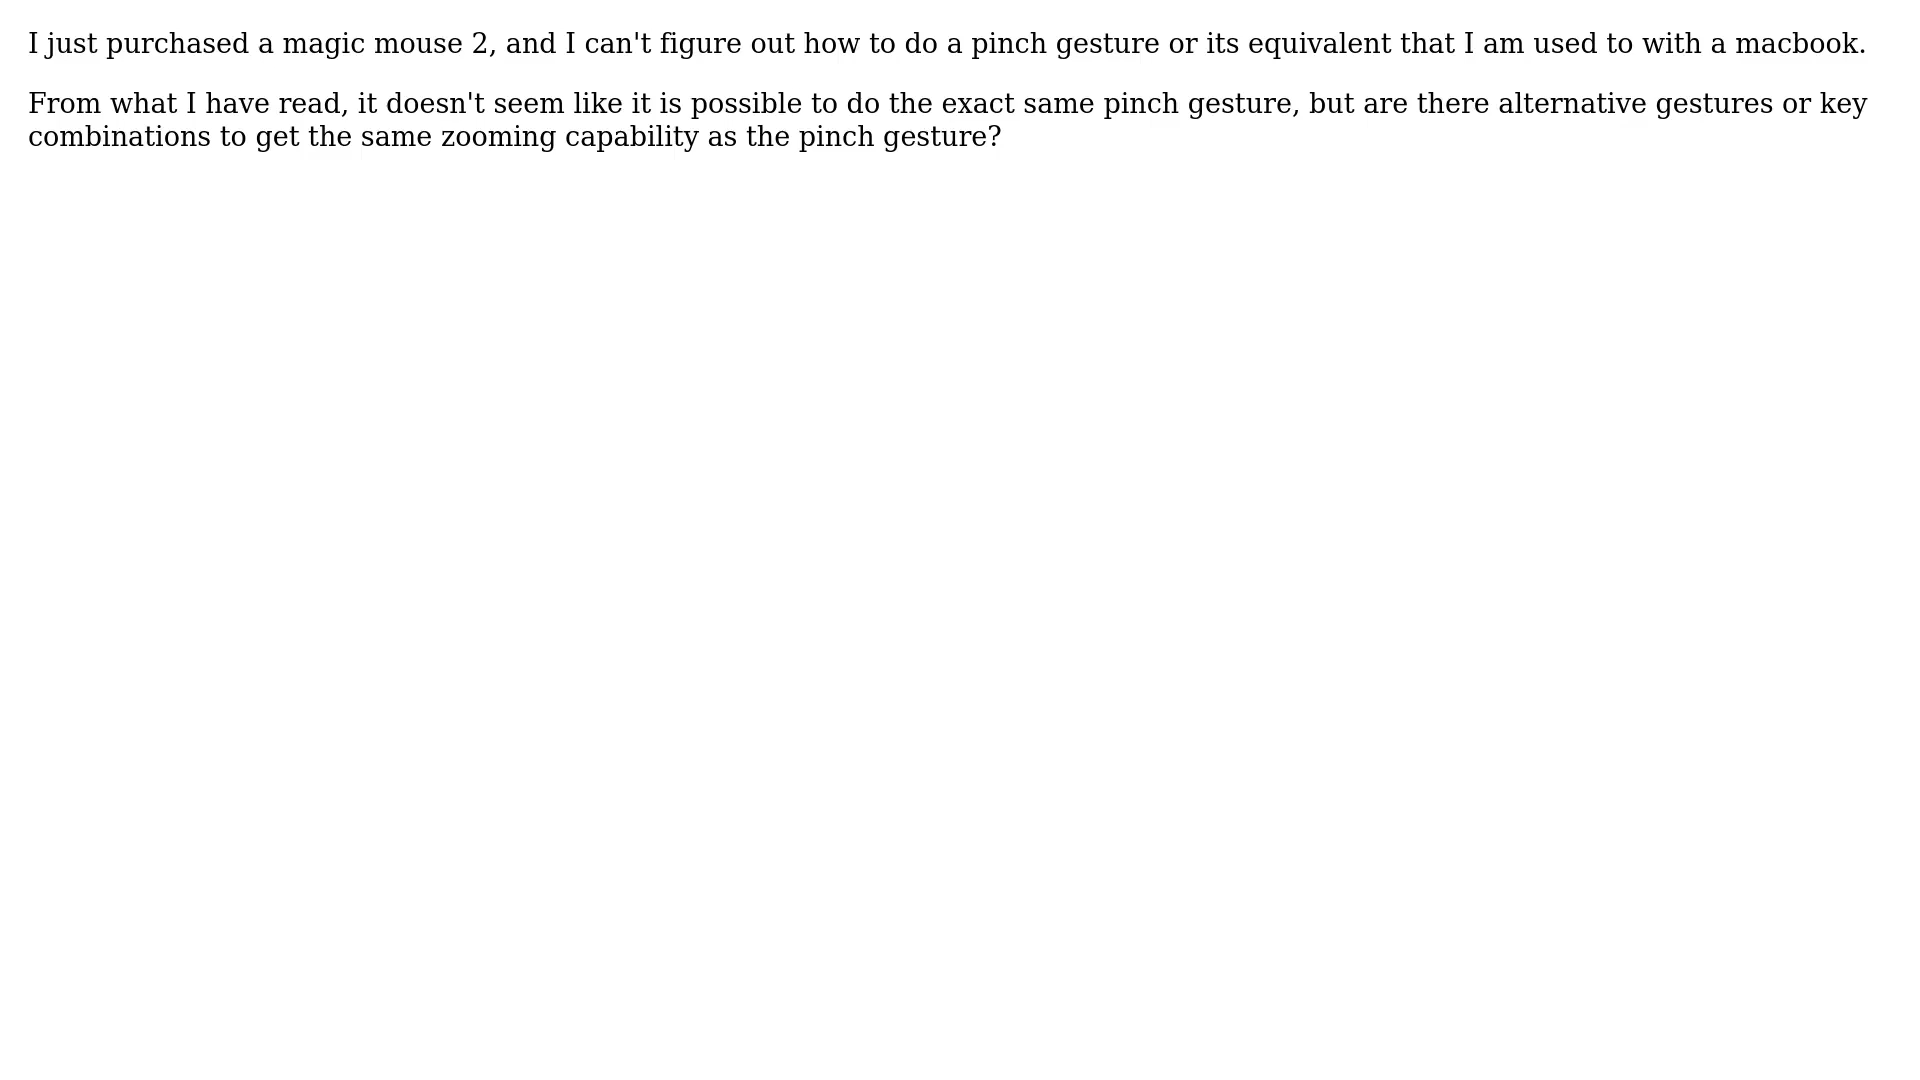 I just purchased a magic mouse 2, and I can't figure out how to do a pinch gesture or its equivalent that I am used to with a macbook.
From what I have read, it doesn't seem like it is possible to do the exact same pinch gesture, but are there alternative gestures or key
combinations to get the same zooming capability as the pinch gesture?